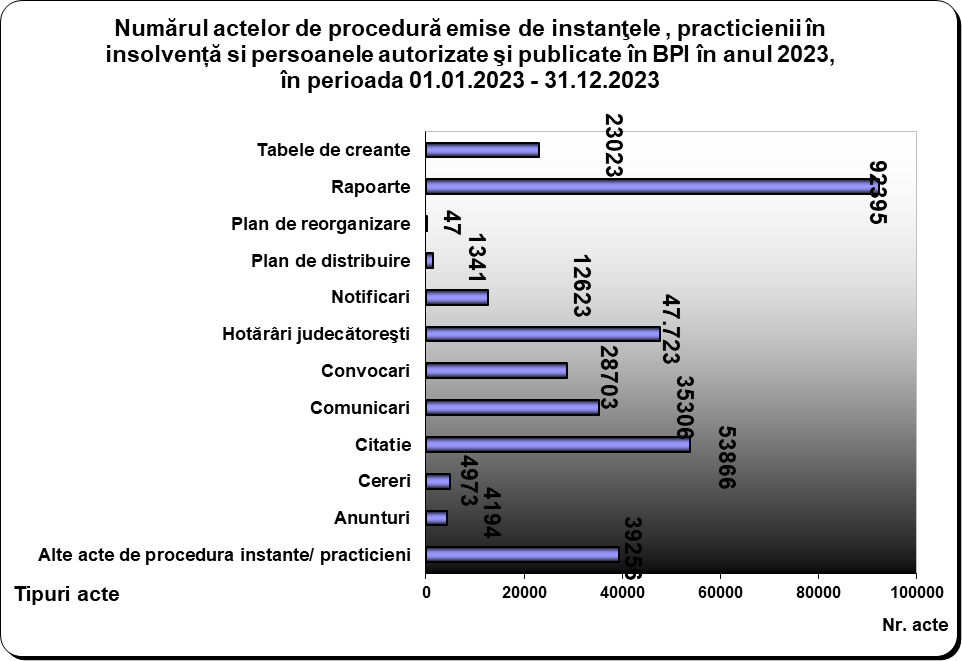 Numărul actelor de procedură emise de instanţele , practicienii în
insolvență si persoanele autorizate şi publicate în BPI în anul 2023,
în perioada 01.01.2023 - 31.12.2023
Tabele de creante
23023
Rapoarte
92395
Plan de reorganizare
47
Plan de distribuire
1341
Notificari
12623
Hotărâri judecătoreşti
47.723
Convocari
28703
Comunicari
35306
Citatie
53866
Cereri
4973
Anunturi
4194
Alte acte de procedura instante/ practicieni
39256
Tipuri acte
0 20000 40000 60000 80000 100000
Nr. acte